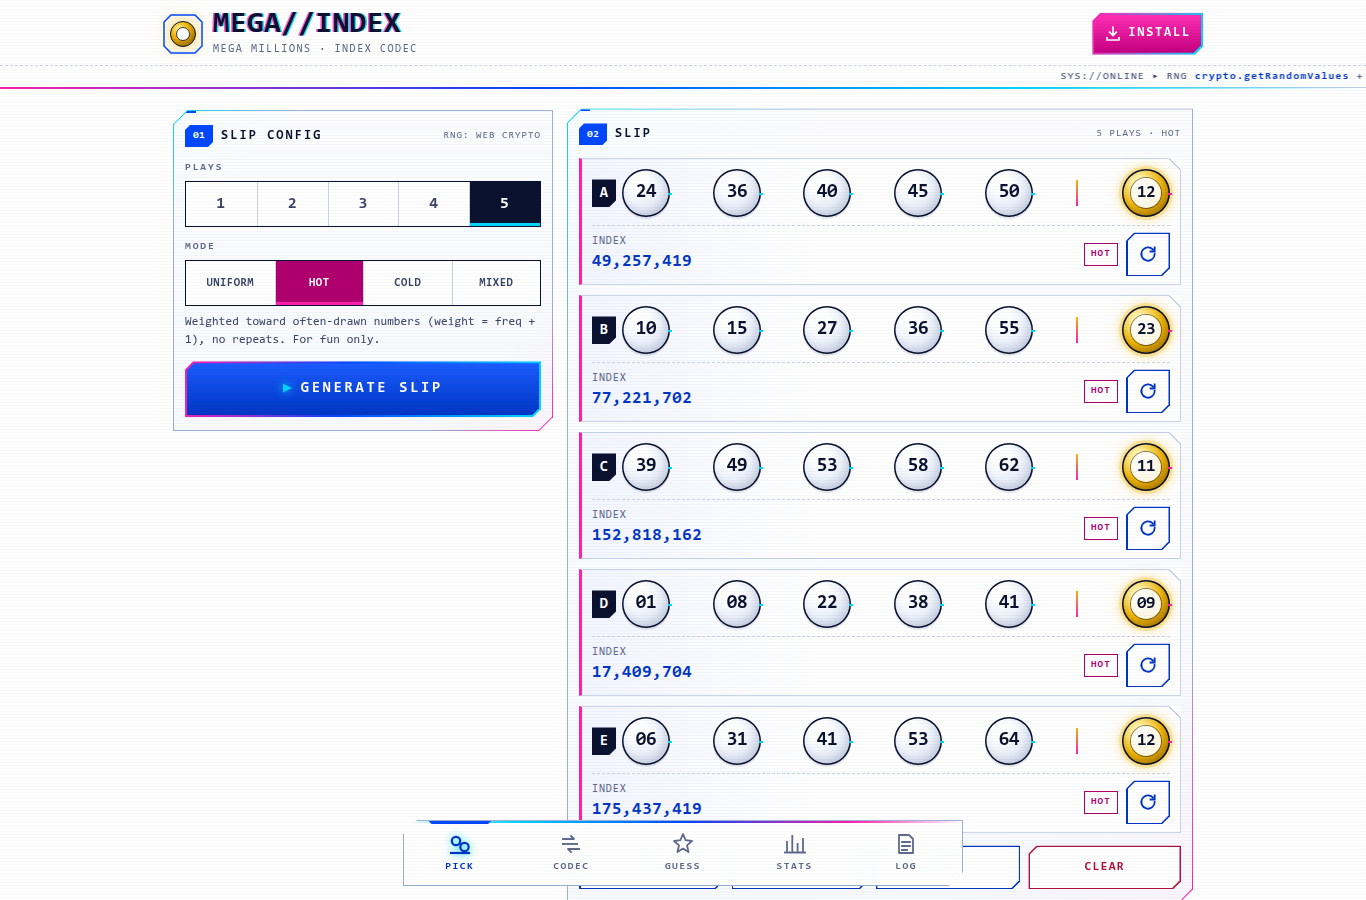 MEGA//INDEX
MEGA MILLIONS · INDEX CODEC
INSTALL
SYS://ONLINE ▸ RNG crypto.getRandomValues +
01 SLIP CONFIG
RNG: WEB CRYPTO
PLAYS
1 2 3 4 5
MODE
UNIFORM HOT COLD MIXED
Weighted toward often-drawn numbers (weight = freq +
1), no repeats. For fun only.
▶ GENERATE SLIP
02 SLIP
5 PLAYS · HOT
A 24 36 40 45 50 12
INDEX
49,257,419
HOT
B 10 15 27 36 55 23
INDEX
77,221,702
HOT
C 39 49 53 58 62 11
INDEX
152,818,162
HOT
D 01 08 22 38 41 09
INDEX
17,409,704
HOT
E 06 31 41 53 64 12
INDEX
175,437,419
HOT
CLEAR
PICK CODEC GUESS STATS LOG